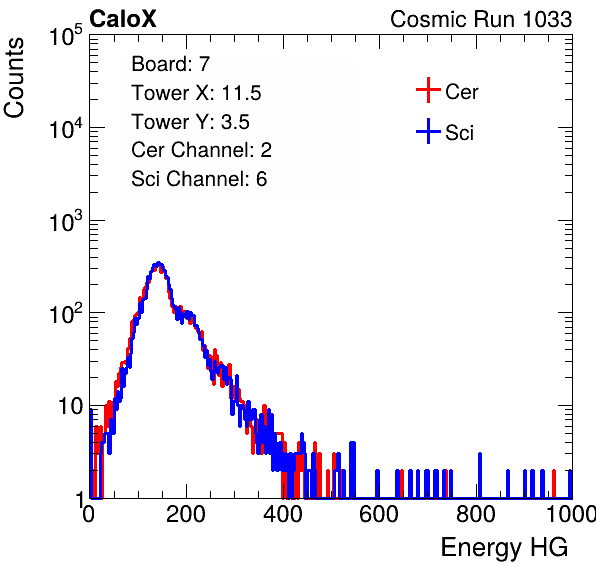 CaloX Cosmic Run 1033
Board: 7
Tower X: 11.5
Tower Y: 3.5
Cer Channel: 2
Sci Channel: 6
Cer
Sci
Counts
10^5
10^4
10^3
10^2
10
1
0 200 400 600 800 1000
Energy HG